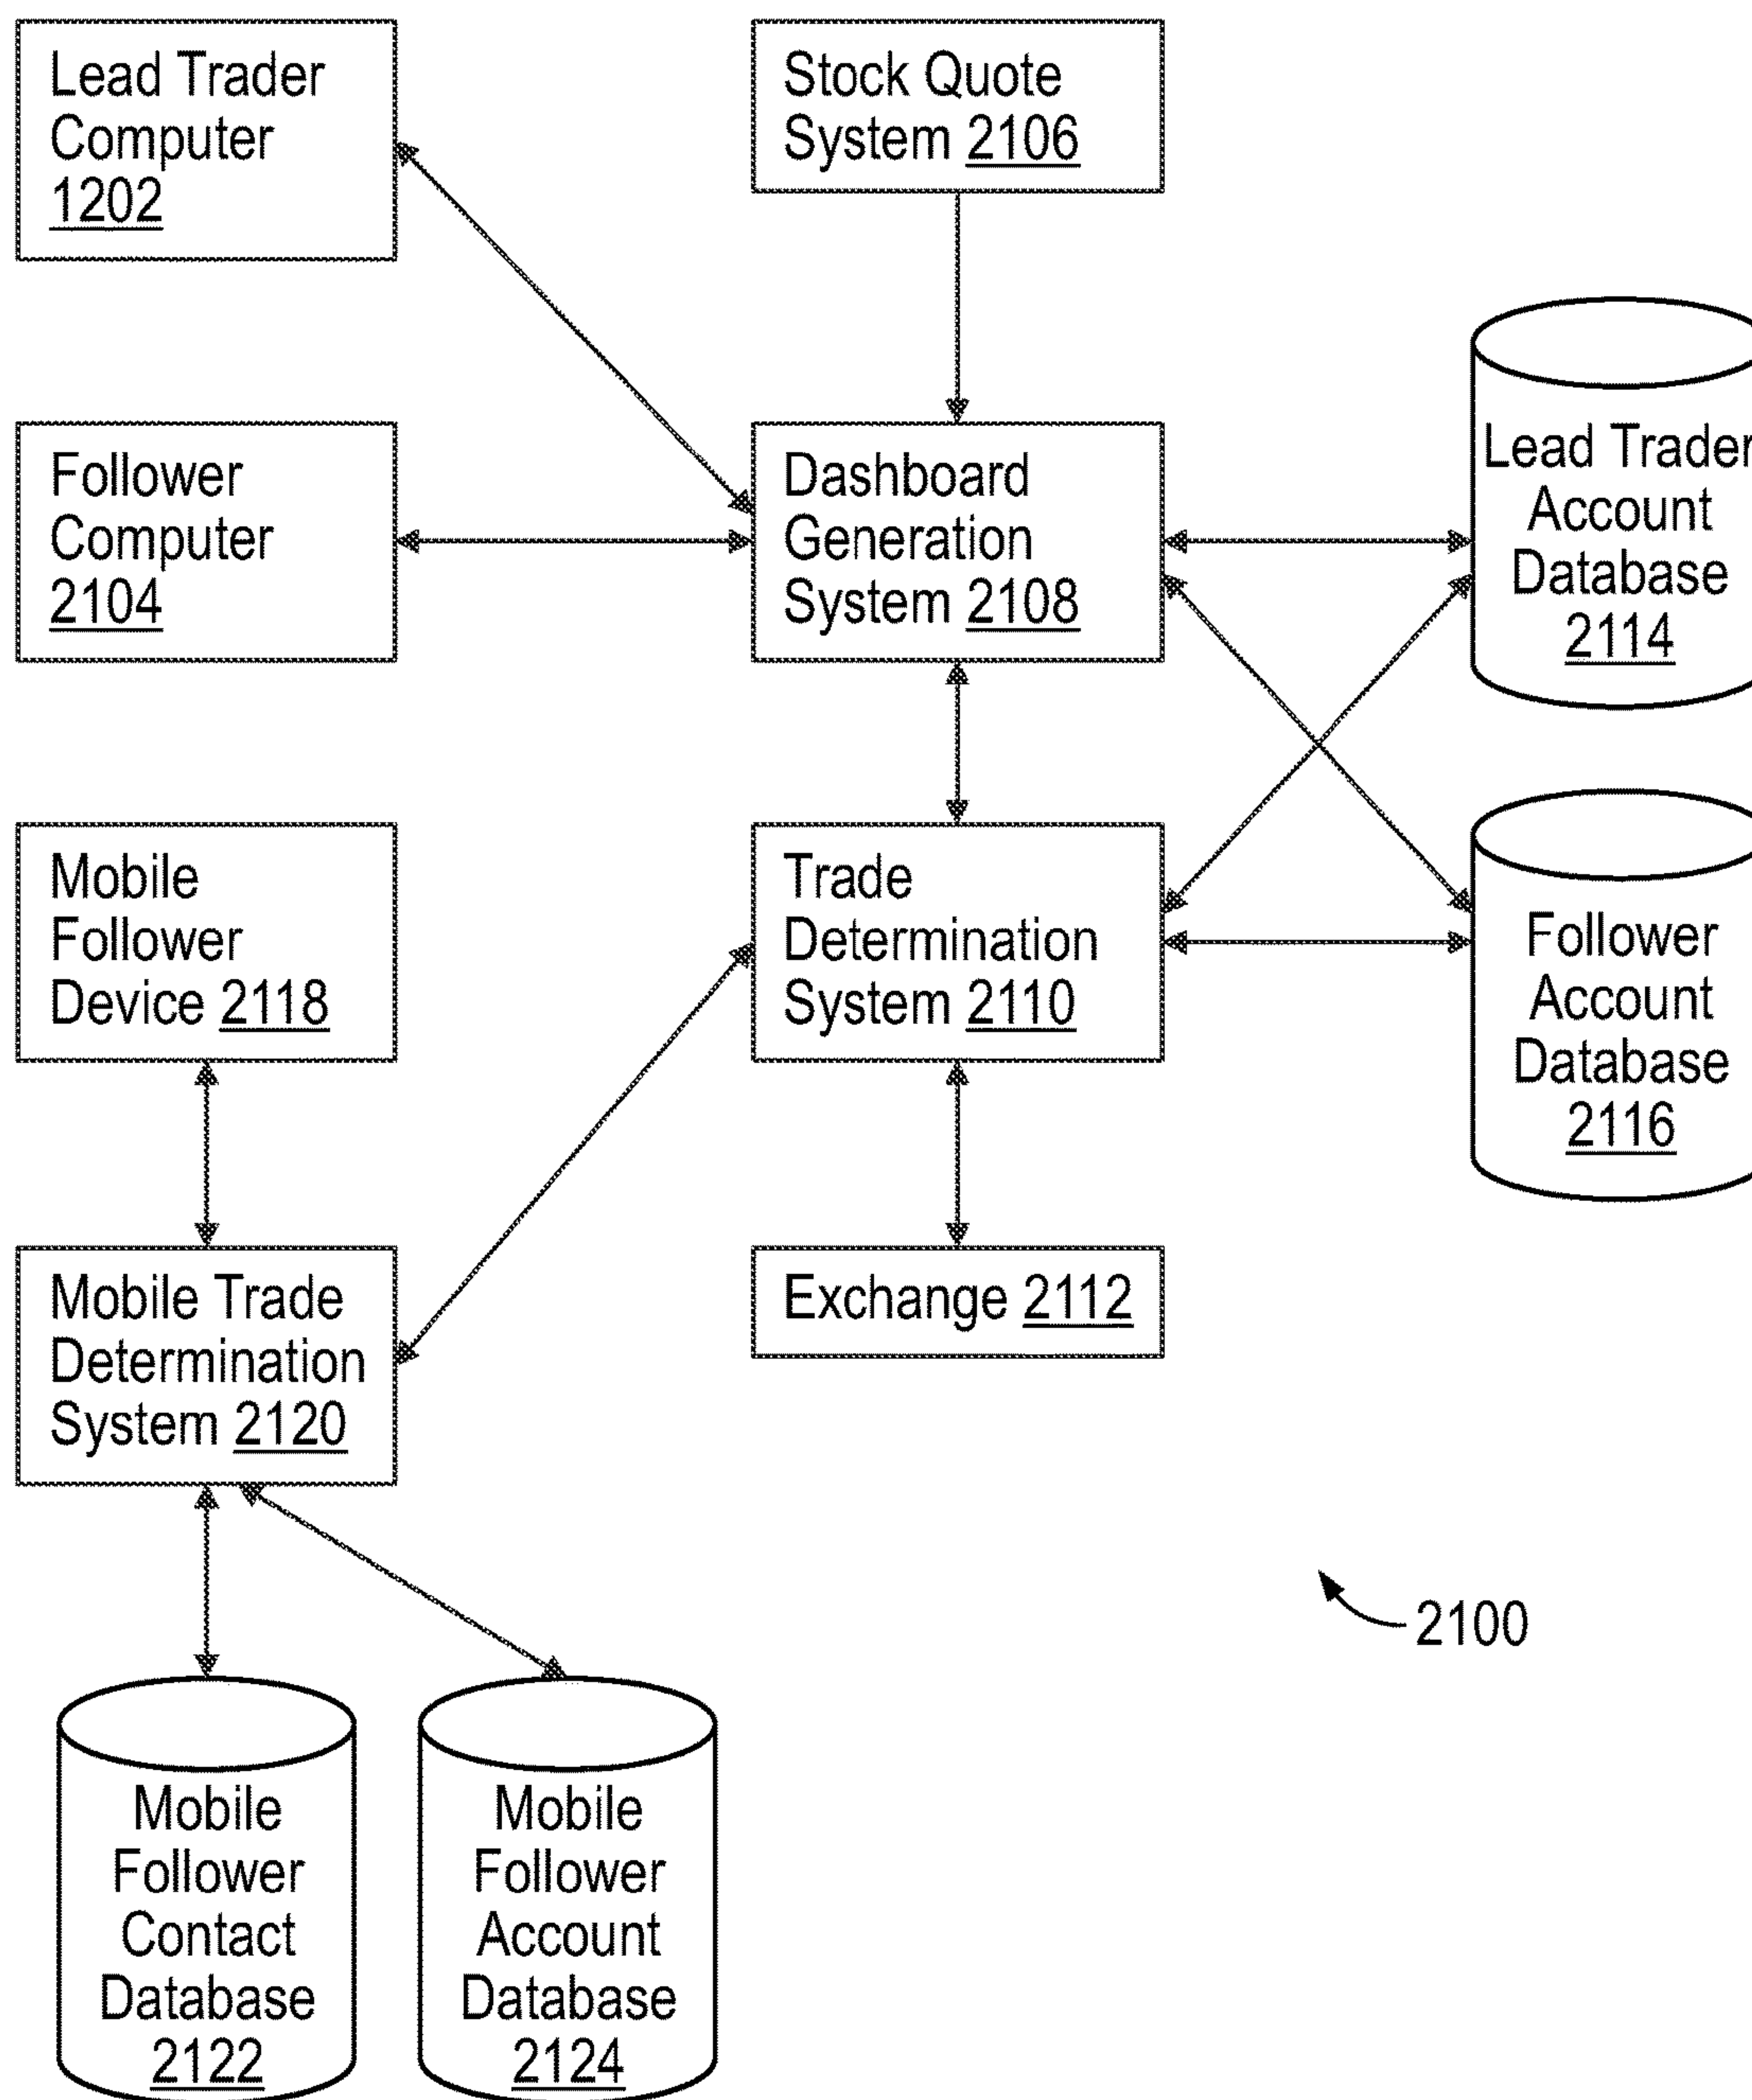 Lead Trader
Computer
1202
Stock Quote
System 2106
Follower
Computer
2104
Dashboard
Generation
System 2108
Lead Trader
Account
Database
2114
Mobile
Follower
Device 2118
Trade
Determination
System 2110
Follower
Account
Database
2116
Mobile Trade
Determination
System 2120
Exchange 2112
2100
Mobile
Follower
Contact
Database
2122
Mobile
Follower
Account
Database
2124